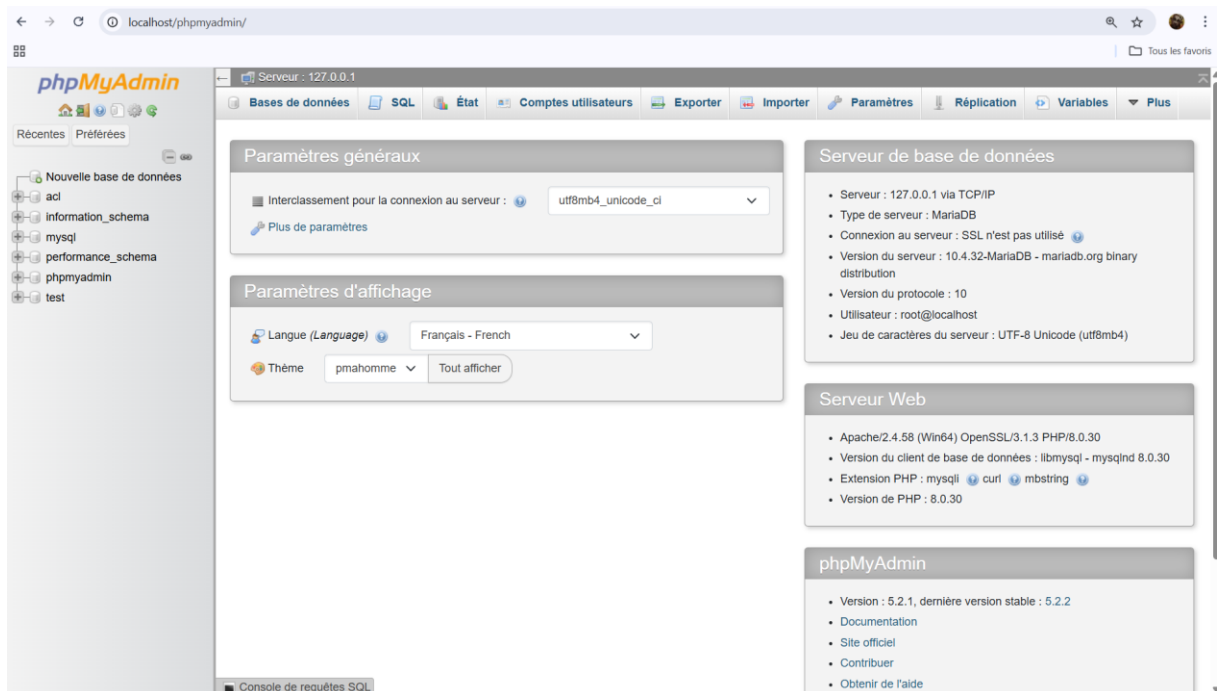 localhost/phpmyadmin/
Tous les favoris
phpMyAdmin
Récentes Préférées
Nouvelle base de données
acl
information_schema
mysql
performance_schema
phpmyadmin
test
Serveur : 127.0.0.1
Bases de données SQL État Comptes utilisateurs Exporter Importer Paramètres Réplication Variables Plus
Paramètres généraux
Interclassement pour la connexion au serveur : utf8mb4_unicode_ci
Plus de paramètres
Paramètres d'affichage
Langue (Language) Français - French
Thème pmahomme Tout afficher
Serveur de base de données
• Serveur : 127.0.0.1 via TCP/IP
• Type de serveur : MariaDB
• Connexion au serveur : SSL n'est pas utilisé
• Version du serveur : 10.4.32-MariaDB - mariadb.org binary
distribution
• Version du protocole : 10
• Utilisateur : root@localhost
• Jeu de caractères du serveur : UTF-8 Unicode (utf8mb4)
Serveur Web
• Apache/2.4.58 (Win64) OpenSSL/3.1.3 PHP/8.0.30
• Version du client de base de données : libmysql - mysqlnd 8.0.30
• Extension PHP : mysqli curl mbstring
• Version de PHP : 8.0.30
phpMyAdmin
• Version : 5.2.1, dernière version stable : 5.2.2
• Documentation
• Site officiel
• Contribuer
• Obtenir de l'aide
Console de requêtes SQL